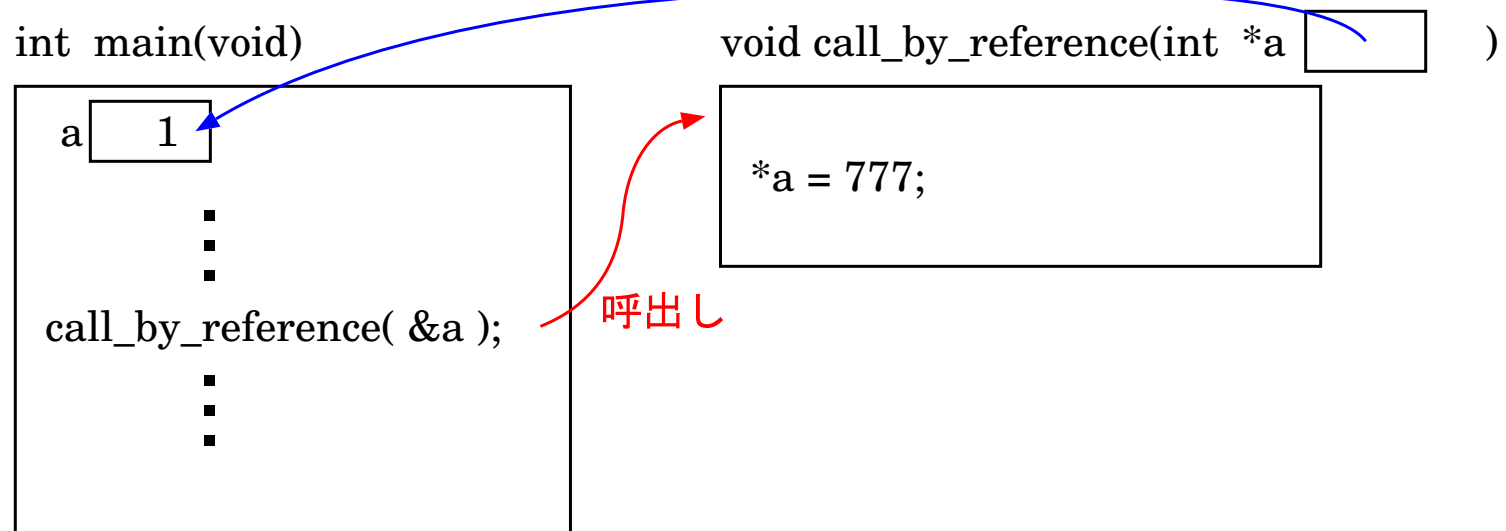 int main(void)
a 1
call_by_reference( &a );
呼出し
void call_by_reference(int *a )
*a = 777;